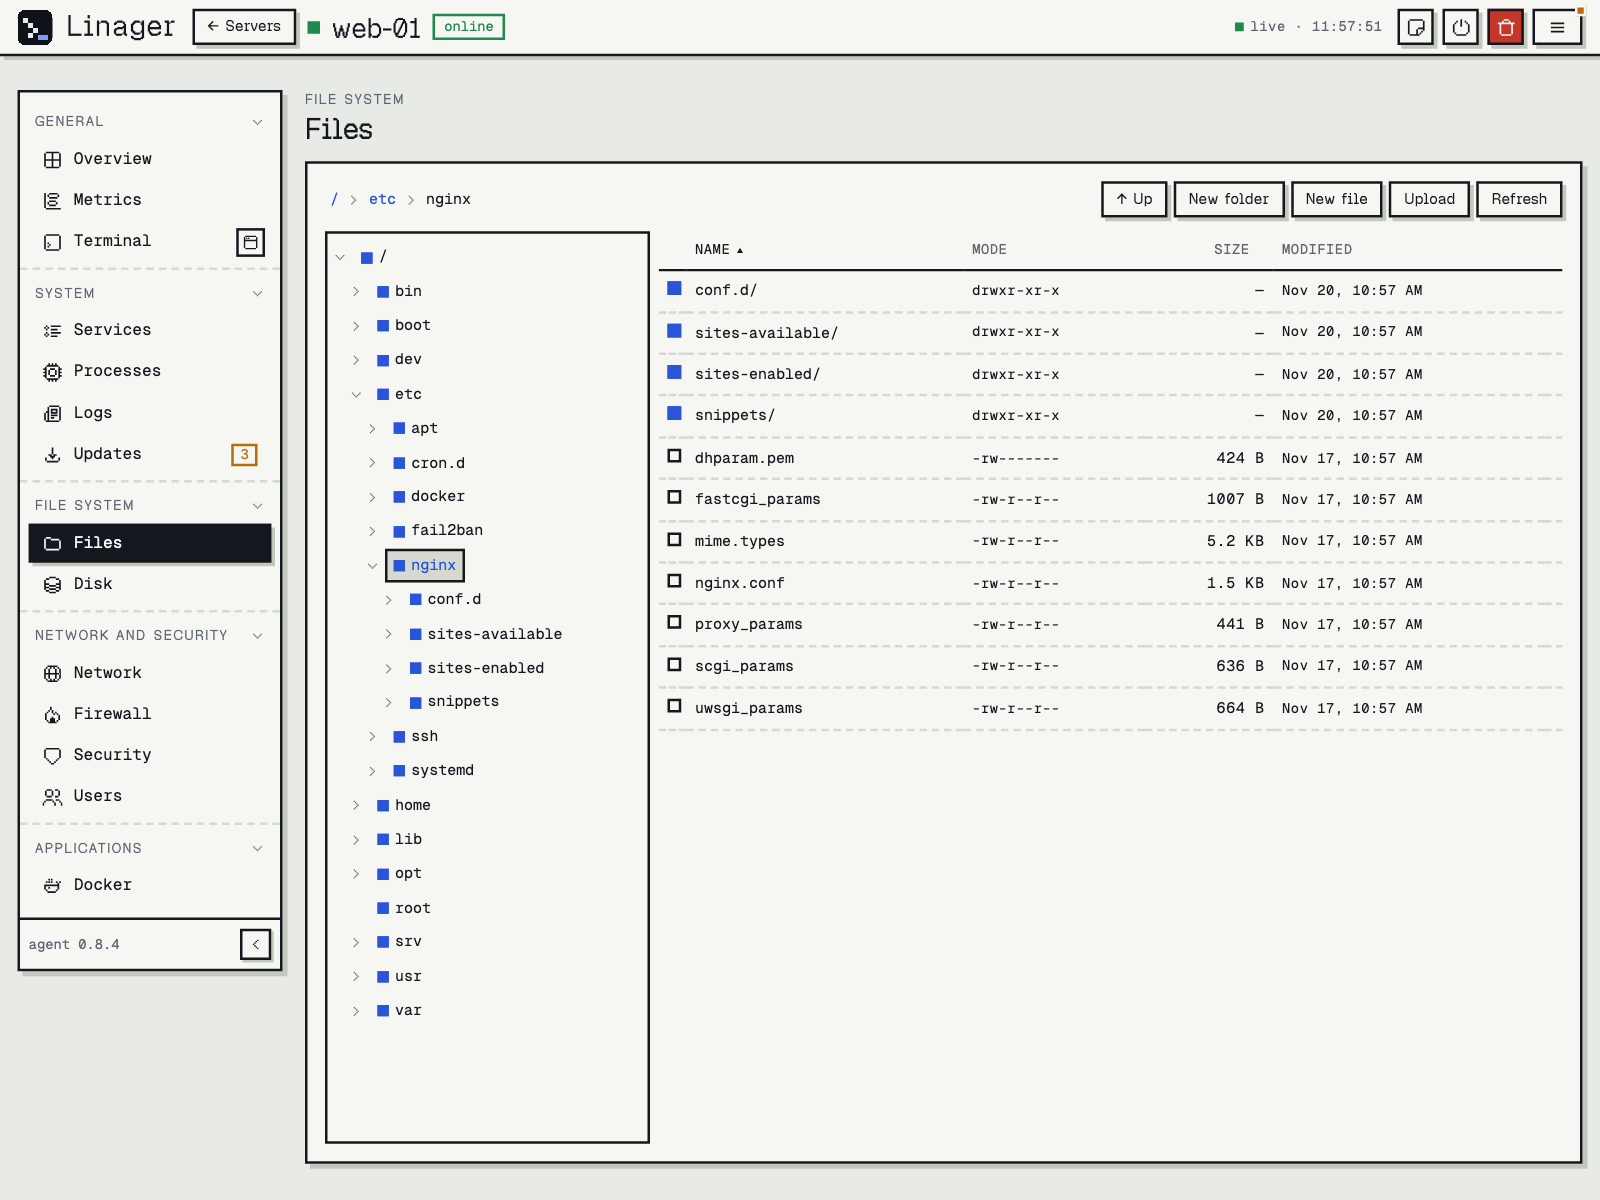 Linager
← Servers
web-01
online
live · 11:57:51
GENERAL
Overview
Metrics
Terminal
SYSTEM
Services
Processes
Logs
Updates
3
FILE SYSTEM
Files
Disk
NETWORK AND SECURITY
Network
Firewall
Security
Users
APPLICATIONS
Docker
agent 0.8.4
FILE SYSTEM
Files
/ > etc > nginx
↑ Up
New folder
New file
Upload
Refresh
/
bin
boot
dev
etc
apt
cron.d
docker
fail2ban
nginx
conf.d
sites-available
sites-enabled
snippets
ssh
systemd
home
lib
opt
root
srv
usr
var
NAME ▲ MODE SIZE MODIFIED
conf.d/ drwxr-xr-x — Nov 20, 10:57 AM
sites-available/ drwxr-xr-x — Nov 20, 10:57 AM
sites-enabled/ drwxr-xr-x — Nov 20, 10:57 AM
snippets/ drwxr-xr-x — Nov 20, 10:57 AM
dhparam.pem -rw------- 424 B Nov 17, 10:57 AM
fastcgi_params -rw-r--r-- 1007 B Nov 17, 10:57 AM
mime.types -rw-r--r-- 5.2 KB Nov 17, 10:57 AM
nginx.conf -rw-r--r-- 1.5 KB Nov 17, 10:57 AM
proxy_params -rw-r--r-- 441 B Nov 17, 10:57 AM
scgi_params -rw-r--r-- 636 B Nov 17, 10:57 AM
uwsgi_params -rw-r--r-- 664 B Nov 17, 10:57 AM